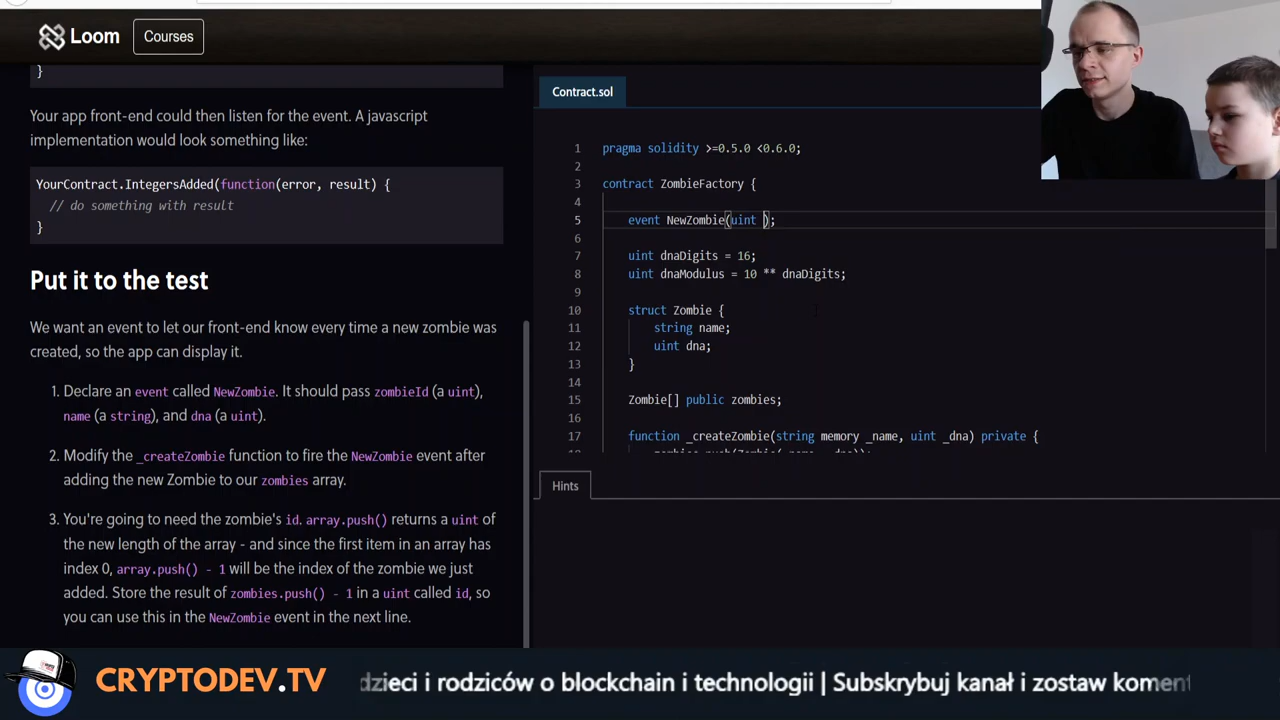 Loom
Courses
}
Your app front-end could then listen for the event. A javascript
implementation would look something like:
YourContract.IntegersAdded(function(error, result) {
// do something with result
}
Put it to the test
We want an event to let our front-end know every time a new zombie was
created, so the app can display it.
1. Declare an event called NewZombie. It should pass zombieId (a uint),
name (a string), and dna (a uint).
2. Modify the _createZombie function to fire the NewZombie event after
adding the new Zombie to our zombies array.
3. You're going to need the zombie's id. array.push() returns a uint of
the new length of the array - and since the first item in an array has
index 0, array.push() - 1 will be the index of the zombie we just
added. Store the result of zombies.push() - 1 in a uint called id, so
you can use this in the NewZombie event in the next line.
Contract.sol
1 pragma solidity >=0.5.0 <0.6.0;
2
3 contract ZombieFactory {
4
5 event NewZombie(uint );
6
7 uint dnaDigits = 16;
8 uint dnaModulus = 10 ** dnaDigits;
9
10 struct Zombie {
11 string name;
12 uint dna;
13 }
14
15 Zombie[] public zombies;
16
17 function _createZombie(string memory _name, uint _dna) private {
18 zombies.push(Zombie(_name, _dna));
Hints
CRYPTODEV.TV
dzieci i rodziców o blockchain i technologii | Subskrybuj kanał i zostaw koment